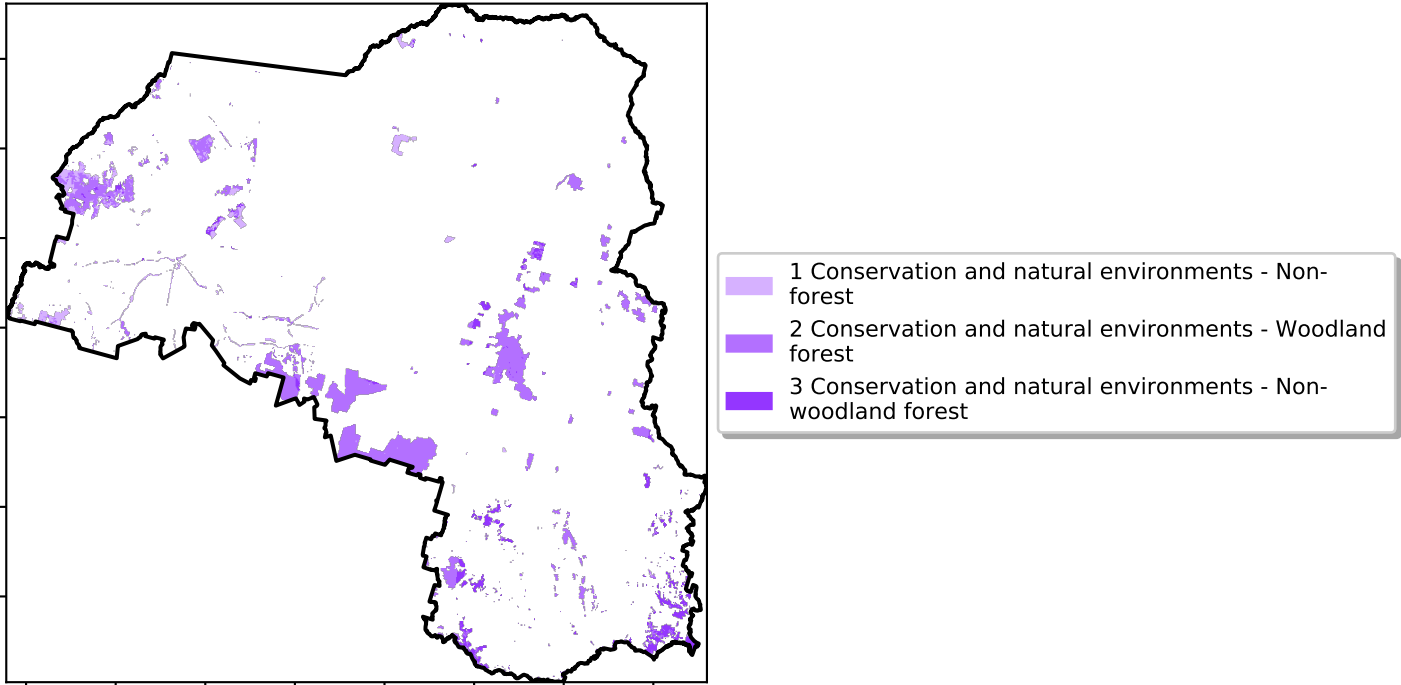 1 Conservation and natural environments - Non-
forest
2 Conservation and natural environments - Woodland
forest
3 Conservation and natural environments - Non-
woodland forest